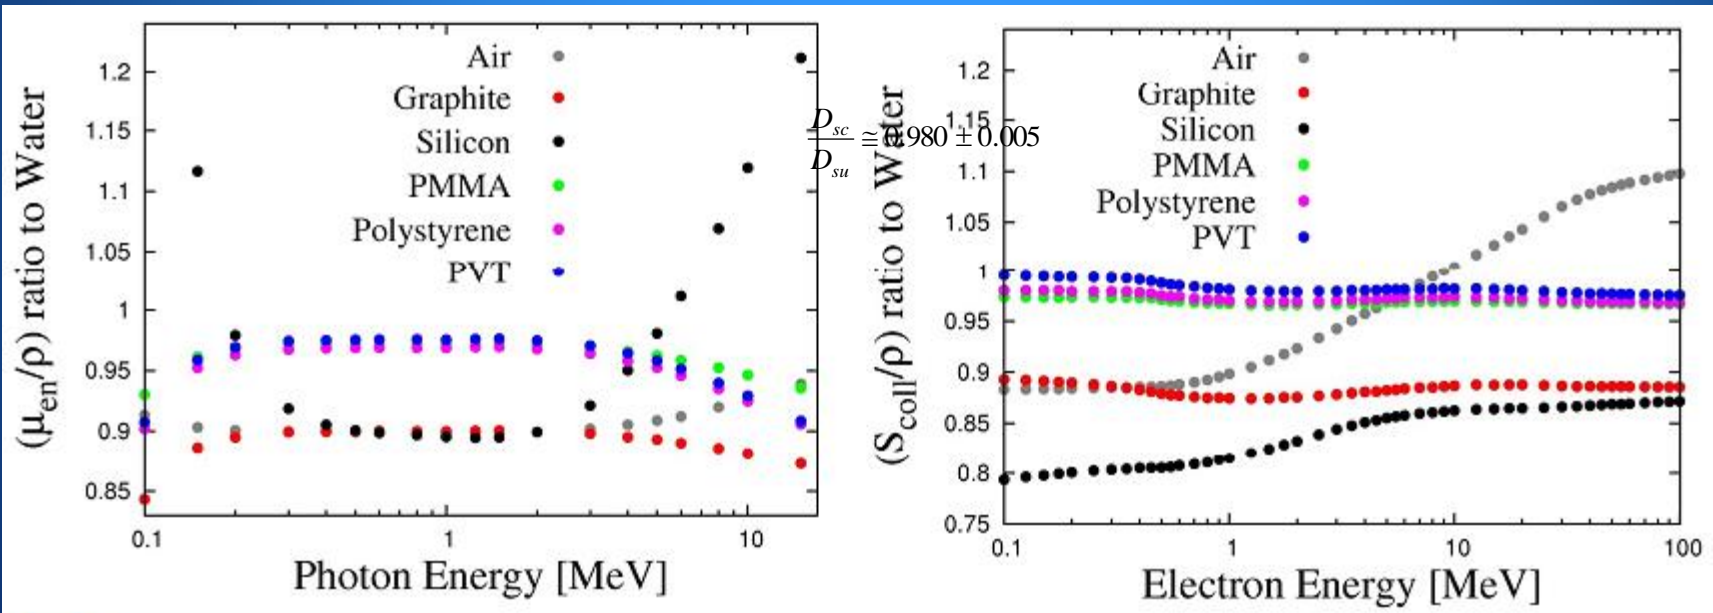 (μen/ρ) ratio to Water
1.2
1.15
1.1
1.05
1
0.95
0.9
0.85
Air
Graphite
Silicon
PMMA
Polystyrene
PVT
0.1
1
10
Photon Energy [MeV]
Dsc/Dsu ≅ 0.980 ± 0.005
(Scoll/ρ) ratio to Water
1.2
1.15
1.1
1.05
1
0.95
0.9
0.85
0.8
0.75
Air
Graphite
Silicon
PMMA
Polystyrene
PVT
0.1
1
10
100
Electron Energy [MeV]